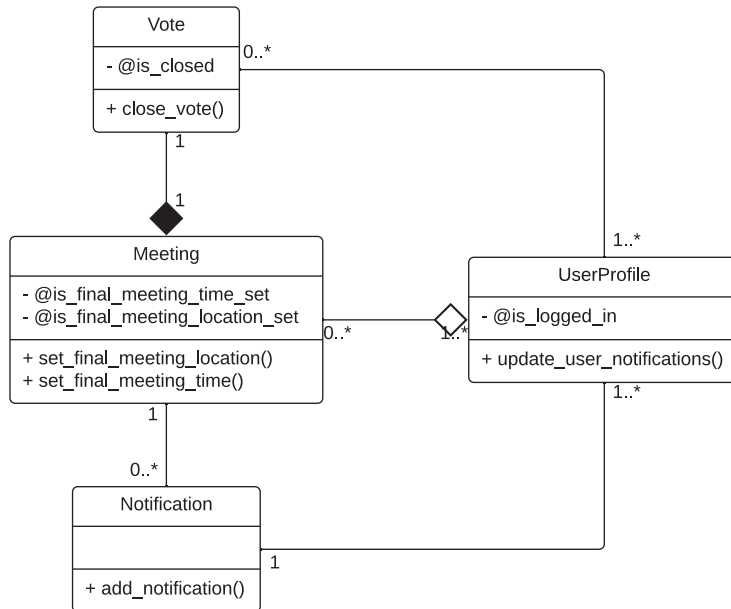 Vote
- @is_closed
+ close_vote()
0..*
1
1
Meeting
- @is_final_meeting_time_set
- @is_final_meeting_location_set
+ set_final_meeting_location()
+ set_final_meeting_time()
0..*
1..*
1..*
UserProfile
- @is_logged_in
+ update_user_notifications()
1..*
1
0..*
Notification
+ add_notification()
1